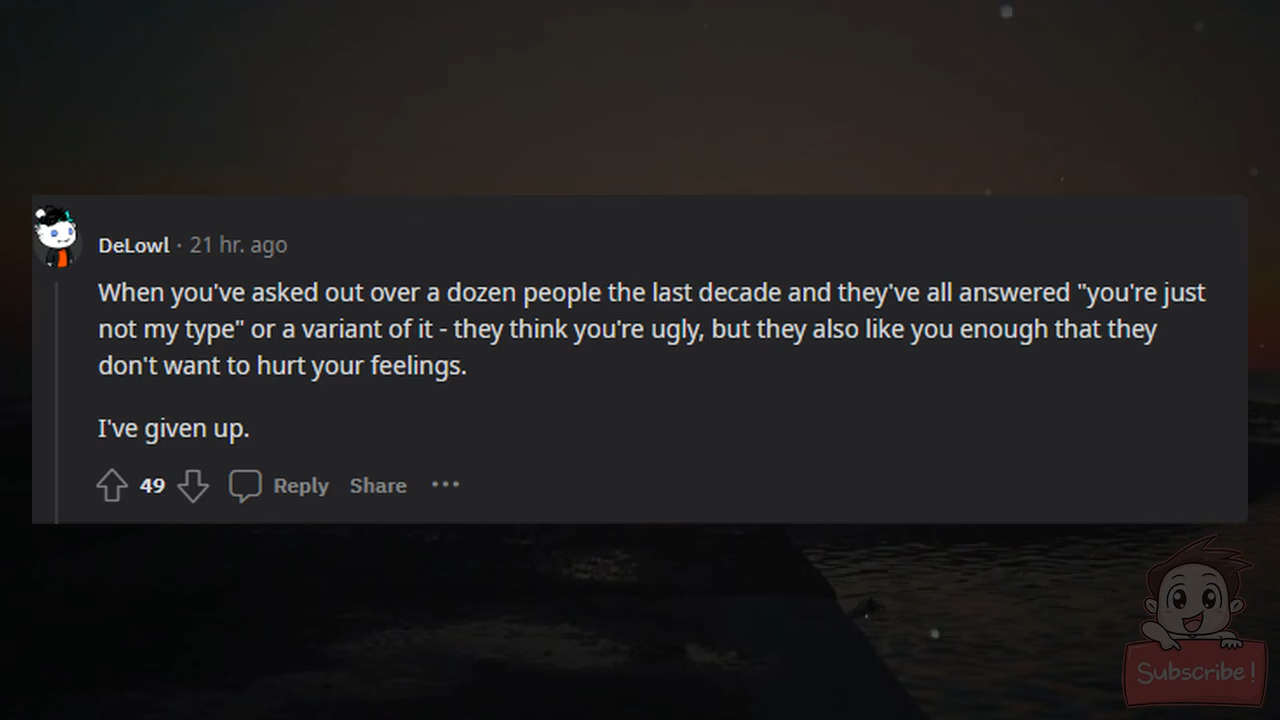 DeLowl · 21 hr. ago
When you've asked out over a dozen people the last decade and they've all answered "you're just
not my type" or a variant of it - they think you're ugly, but they also like you enough that they
don't want to hurt your feelings.
I've given up.
49 Reply Share ···
Subscribe!